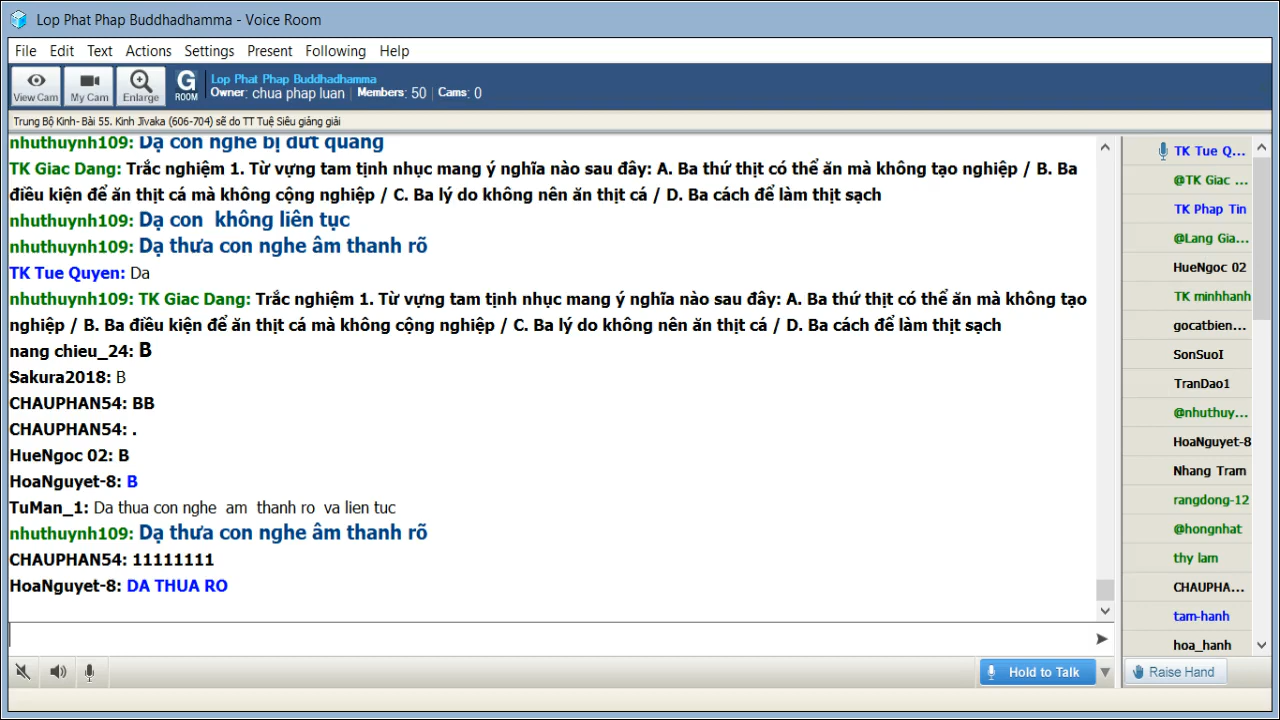 Lop Phat Phap Buddhadhamma - Voice Room
File Edit Text Actions Settings Present Following Help
View Cam My Cam Enlarge G ROOM
Lop Phat Phap Buddhadhamma
Owner: chua phap luan Members: 50 Cams: 0
Trung Bộ Kinh- Bài 55. Kinh Jīvaka (606-704) sẽ do TT Tuệ Siêu giảng giải
nhuthuynh109: Dạ con nghe bị đứt quãng
TK Giac Dang: Trắc nghiệm 1. Từ vựng tam tịnh nhục mang ý nghĩa nào sau đây: A. Ba thứ thịt có thể ăn mà không tạo nghiệp / B. Ba
điều kiện để ăn thịt cá mà không cộng nghiệp / C. Ba lý do không nên ăn thịt cá / D. Ba cách để làm thịt sạch
nhuthuynh109: Dạ con không liên tục
nhuthuynh109: Dạ thưa con nghe âm thanh rõ
TK Tue Quyen: Da
nhuthuynh109: TK Giac Dang: Trắc nghiệm 1. Từ vựng tam tịnh nhục mang ý nghĩa nào sau đây: A. Ba thứ thịt có thể ăn mà không tạo
nghiệp / B. Ba điều kiện để ăn thịt cá mà không cộng nghiệp / C. Ba lý do không nên ăn thịt cá / D. Ba cách để làm thịt sạch
nang chieu_24: B
Sakura2018: B
CHAUPHAN54: BB
CHAUPHAN54: .
HueNgoc 02: B
HoaNguyet-8: B
TuMan_1: Da thua con nghe am thanh ro va lien tuc
nhuthuynh109: Dạ thưa con nghe âm thanh rõ
CHAUPHAN54: 11111111
HoaNguyet-8: DA THUA RO
TK Tue Q...
@TK Giac ...
TK Phap Tin
@Lang Gia...
HueNgoc 02
TK minhhanh
gocatbien...
SonSuoI
TranDao1
@nhuthuy...
HoaNguyet-8
Nhang Tram
rangdong-12
@hongnhat
thy lam
CHAUPHA...
tam-hanh
hoa_hanh
Hold to Talk
Raise Hand